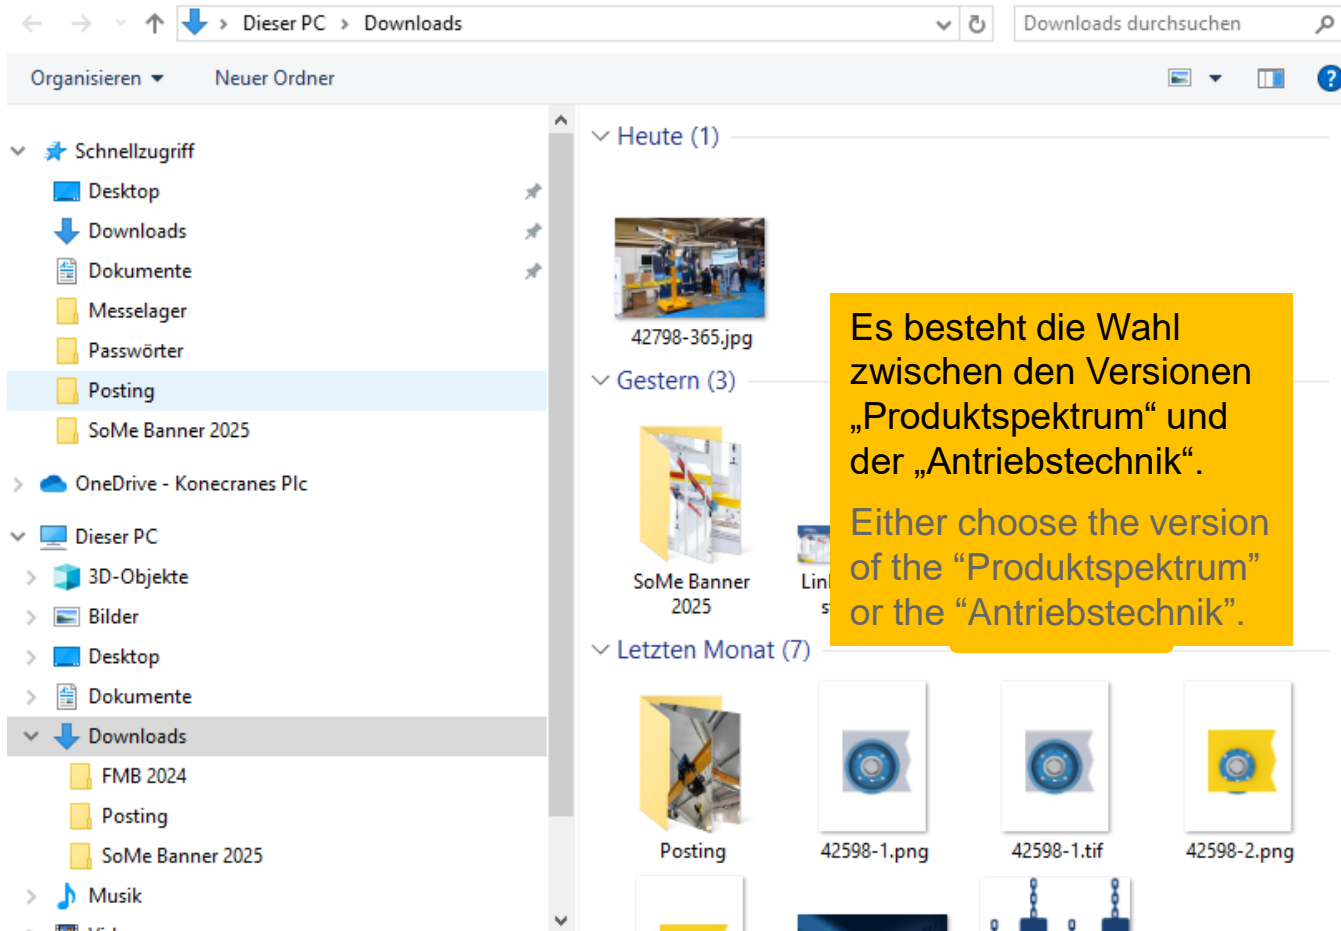 Dieser PC > Downloads
Downloads durchsuchen
Organisieren
Neuer Ordner
?
Schnellzugriff
Desktop
Downloads
Dokumente
Messelager
Passwörter
Posting
SoMe Banner 2025
OneDrive - Konecranes Plc
Dieser PC
3D-Objekte
Bilder
Desktop
Dokumente
Downloads
FMB 2024
Posting
SoMe Banner 2025
Musik
Heute (1)
42798-365.jpg
Gestern (3)
SoMe Banner
2025
Es besteht die Wahl
zwischen den Versionen
„Produktspektrum“ und
der „Antriebstechnik“.
Either choose the version
of the “Produktspektrum”
or the “Antriebstechnik”.
Letzten Monat (7)
Posting
42598-1.png
42598-1.tif
42598-2.png